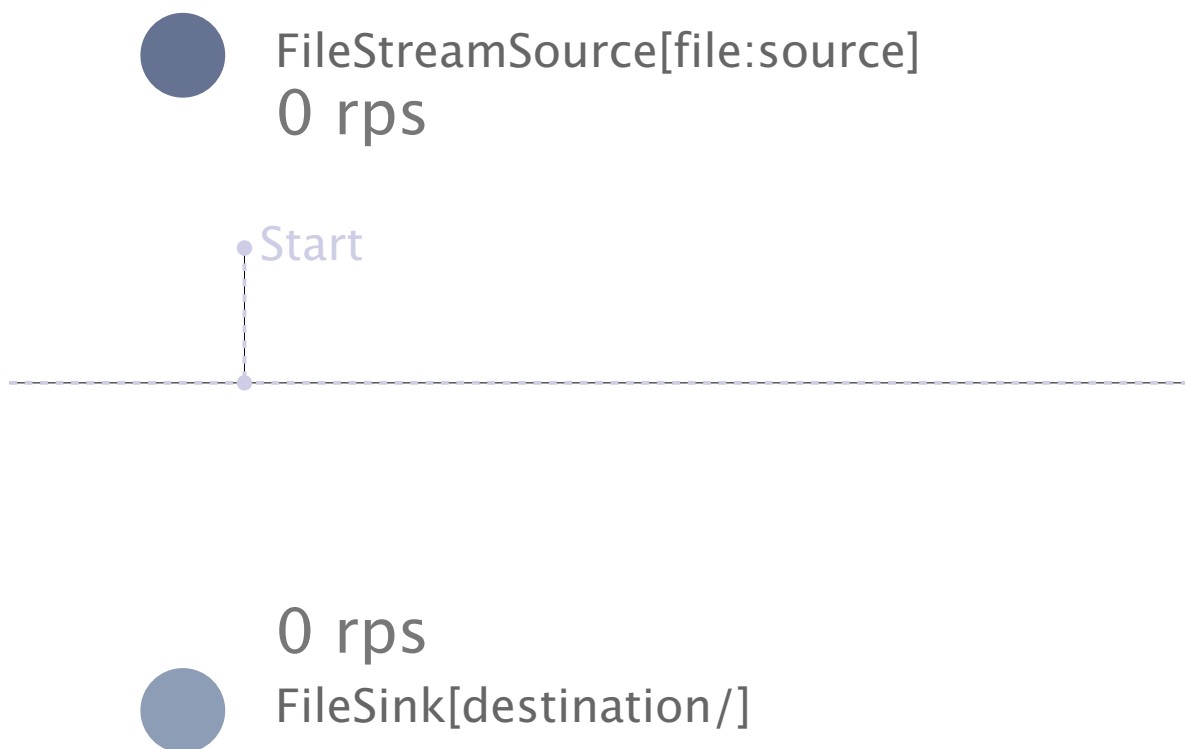 FileStreamSource[file:source]
0 rps
Start
0 rps
FileSink[destination/]